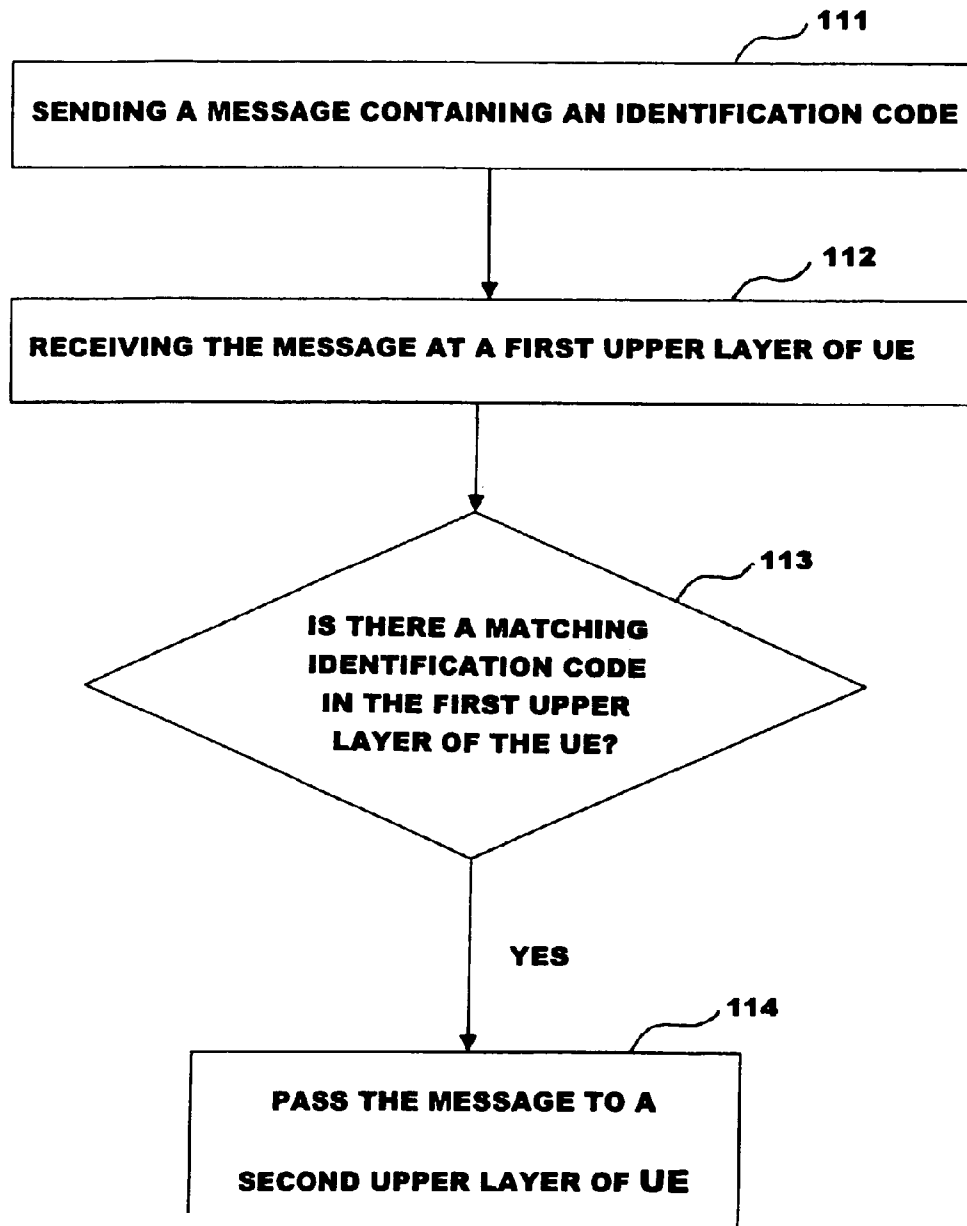 111
SENDING A MESSAGE CONTAINING AN IDENTIFICATION CODE
112
RECEIVING THE MESSAGE AT A FIRST UPPER LAYER OF UE
113
IS THERE A MATCHING
IDENTIFICATION CODE
IN THE FIRST UPPER
LAYER OF THE UE?
YES
114
PASS THE MESSAGE TO A
SECOND UPPER LAYER OF UE